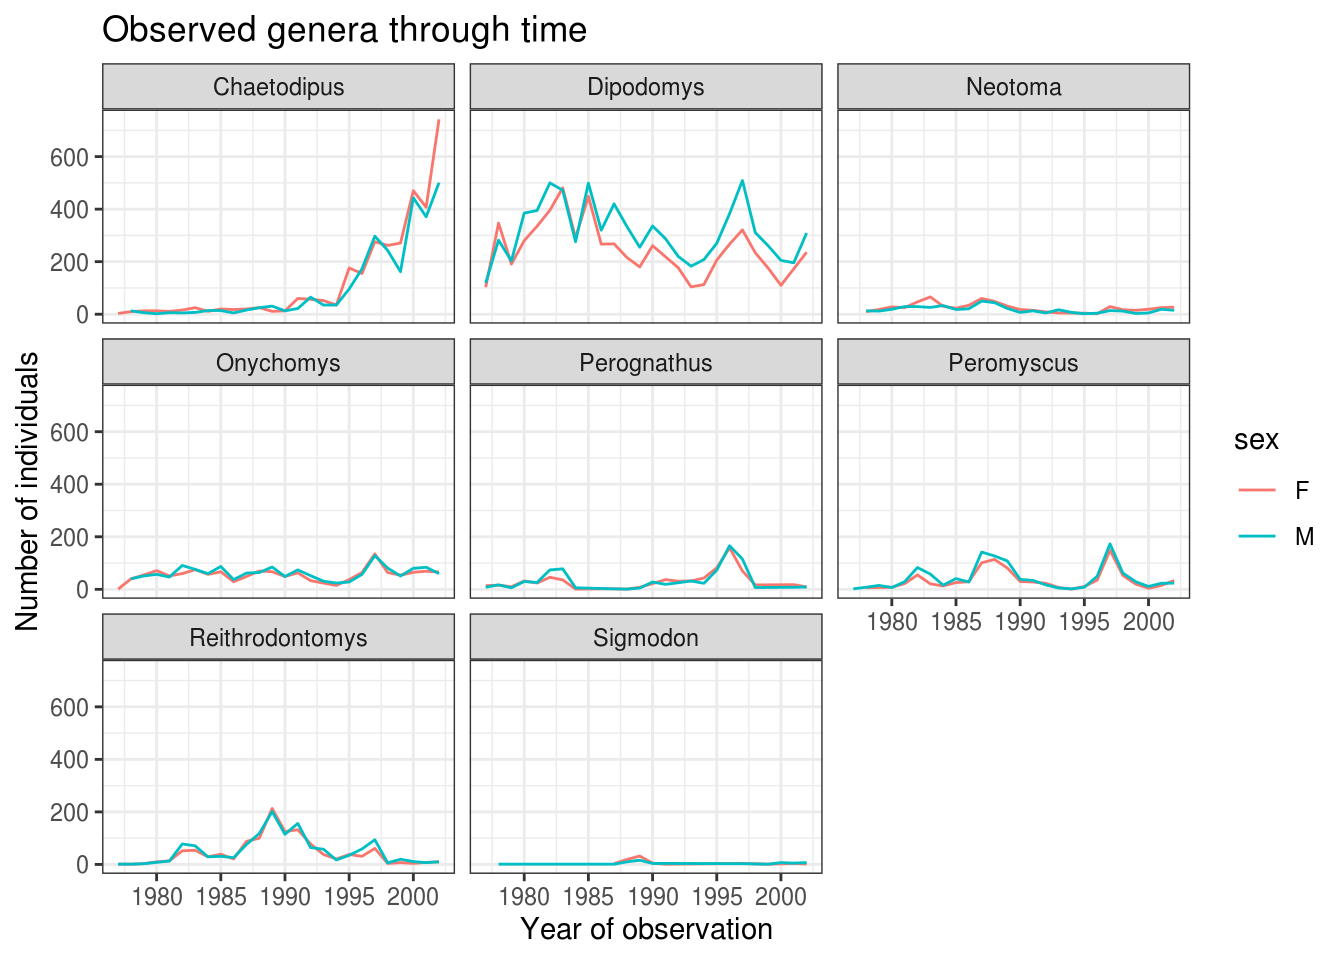 Observed genera through time
Chaetodipus
Dipodomys
Neotoma
600
400
200
0
Onychomys
Perognathus
Peromyscus
600
400
200
0
1980 1985 1990 1995 2000
Reithrodontomys
Sigmodon
600
400
200
0
1980 1985 1990 1995 2000
1980 1985 1990 1995 2000
Year of observation
Number of individuals
sex
F
M